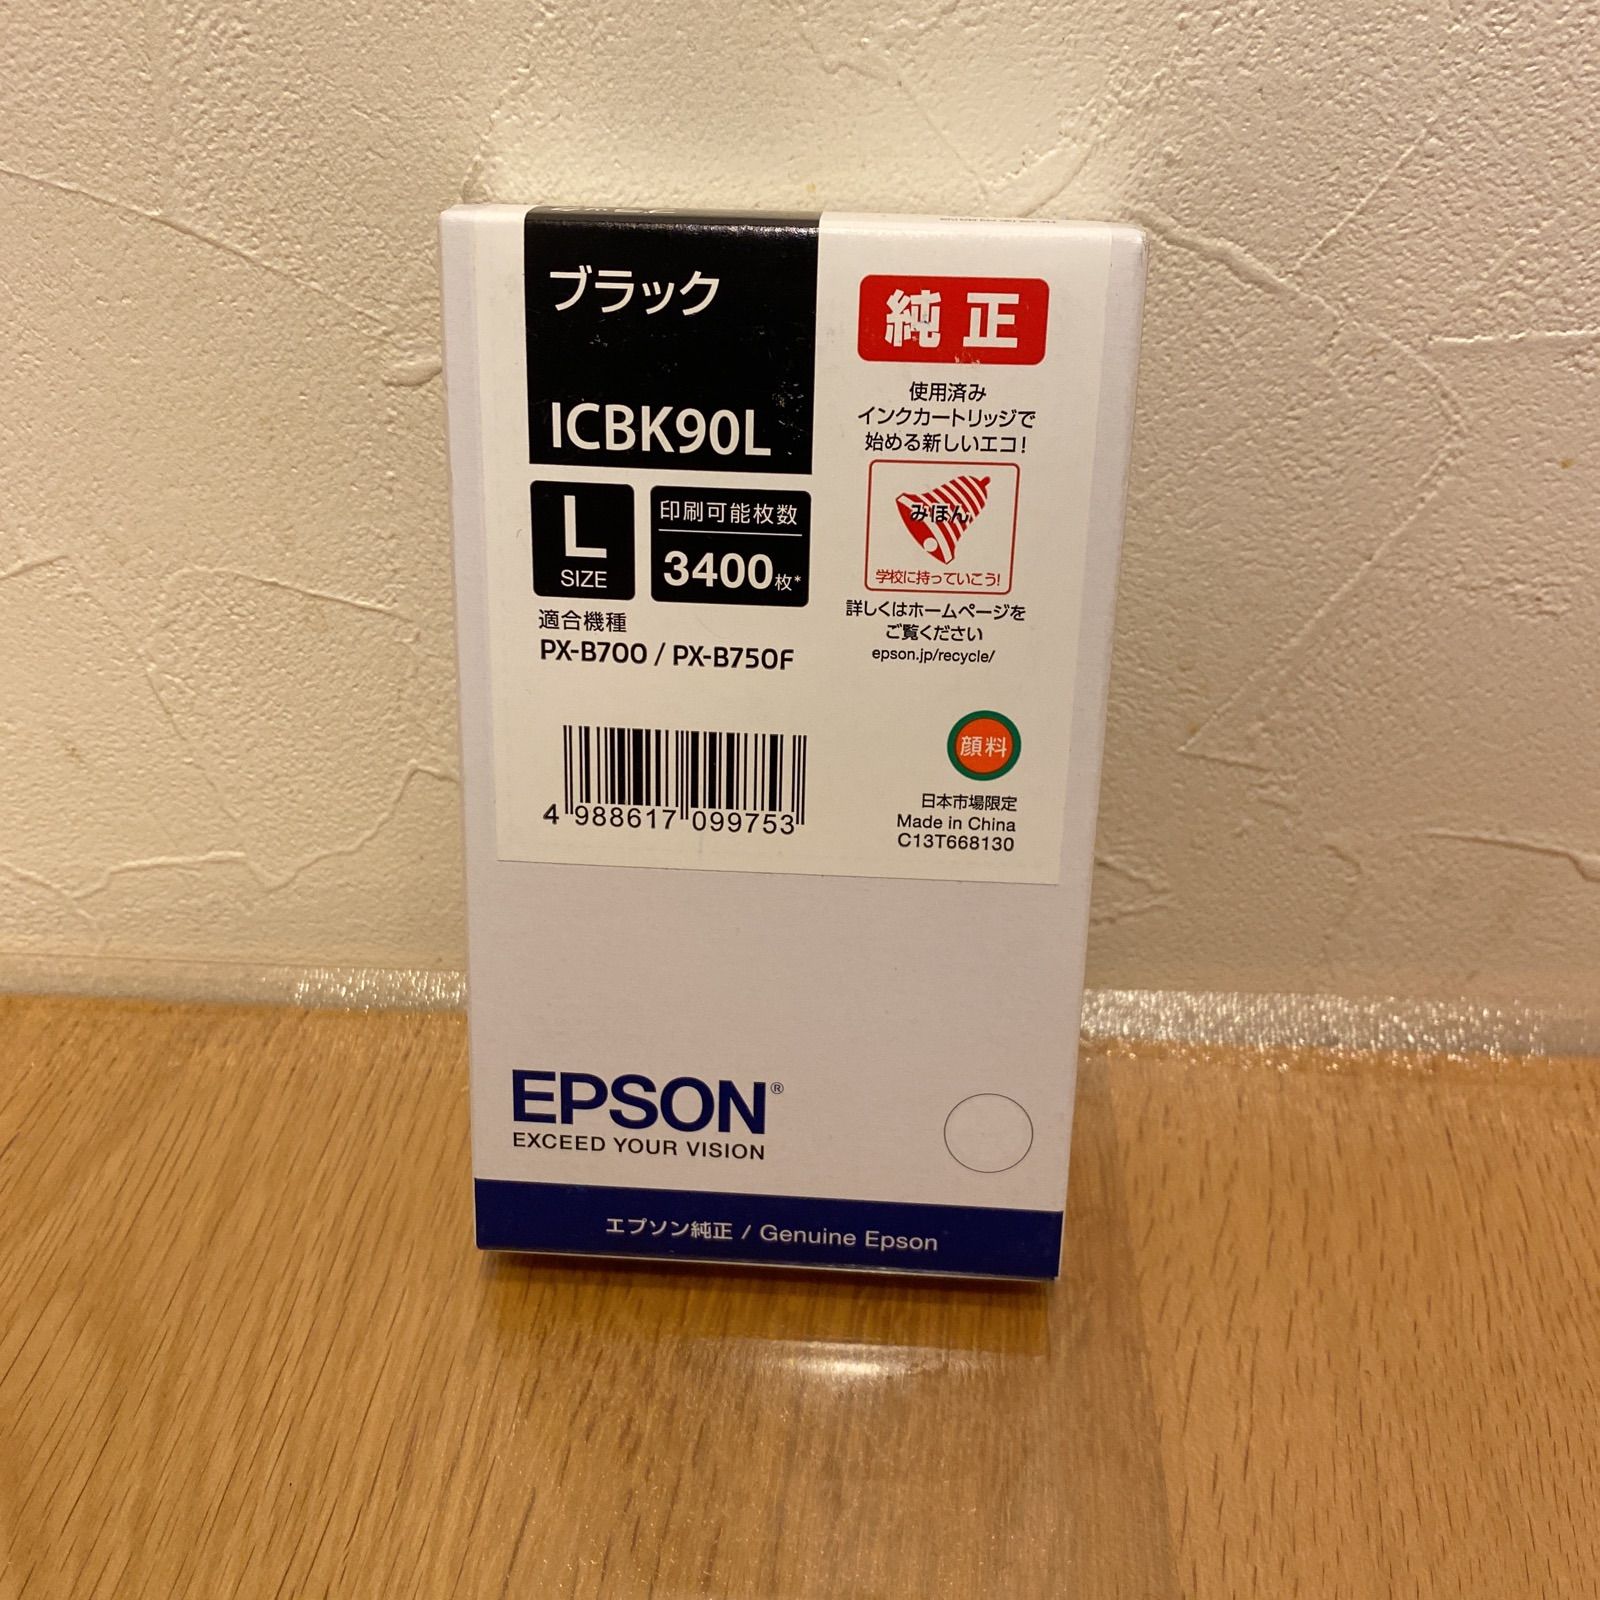 ブラック
ICBK90L
L
SIZE
印刷可能枚数
3400枚*
適合機種
PX-B700 / PX-B750F
4 988617 099753
純正
使用済み
インクカートリッジで
始める新しいエコ!
みほん
学校に持っていこう!
詳しくはホームページを
ご覧ください
epson.jp/recycle/
顔料
日本市場限定
Made in China
C13T668130
EPSON®
EXCEED YOUR VISION
エプソン純正 / Genuine Epson